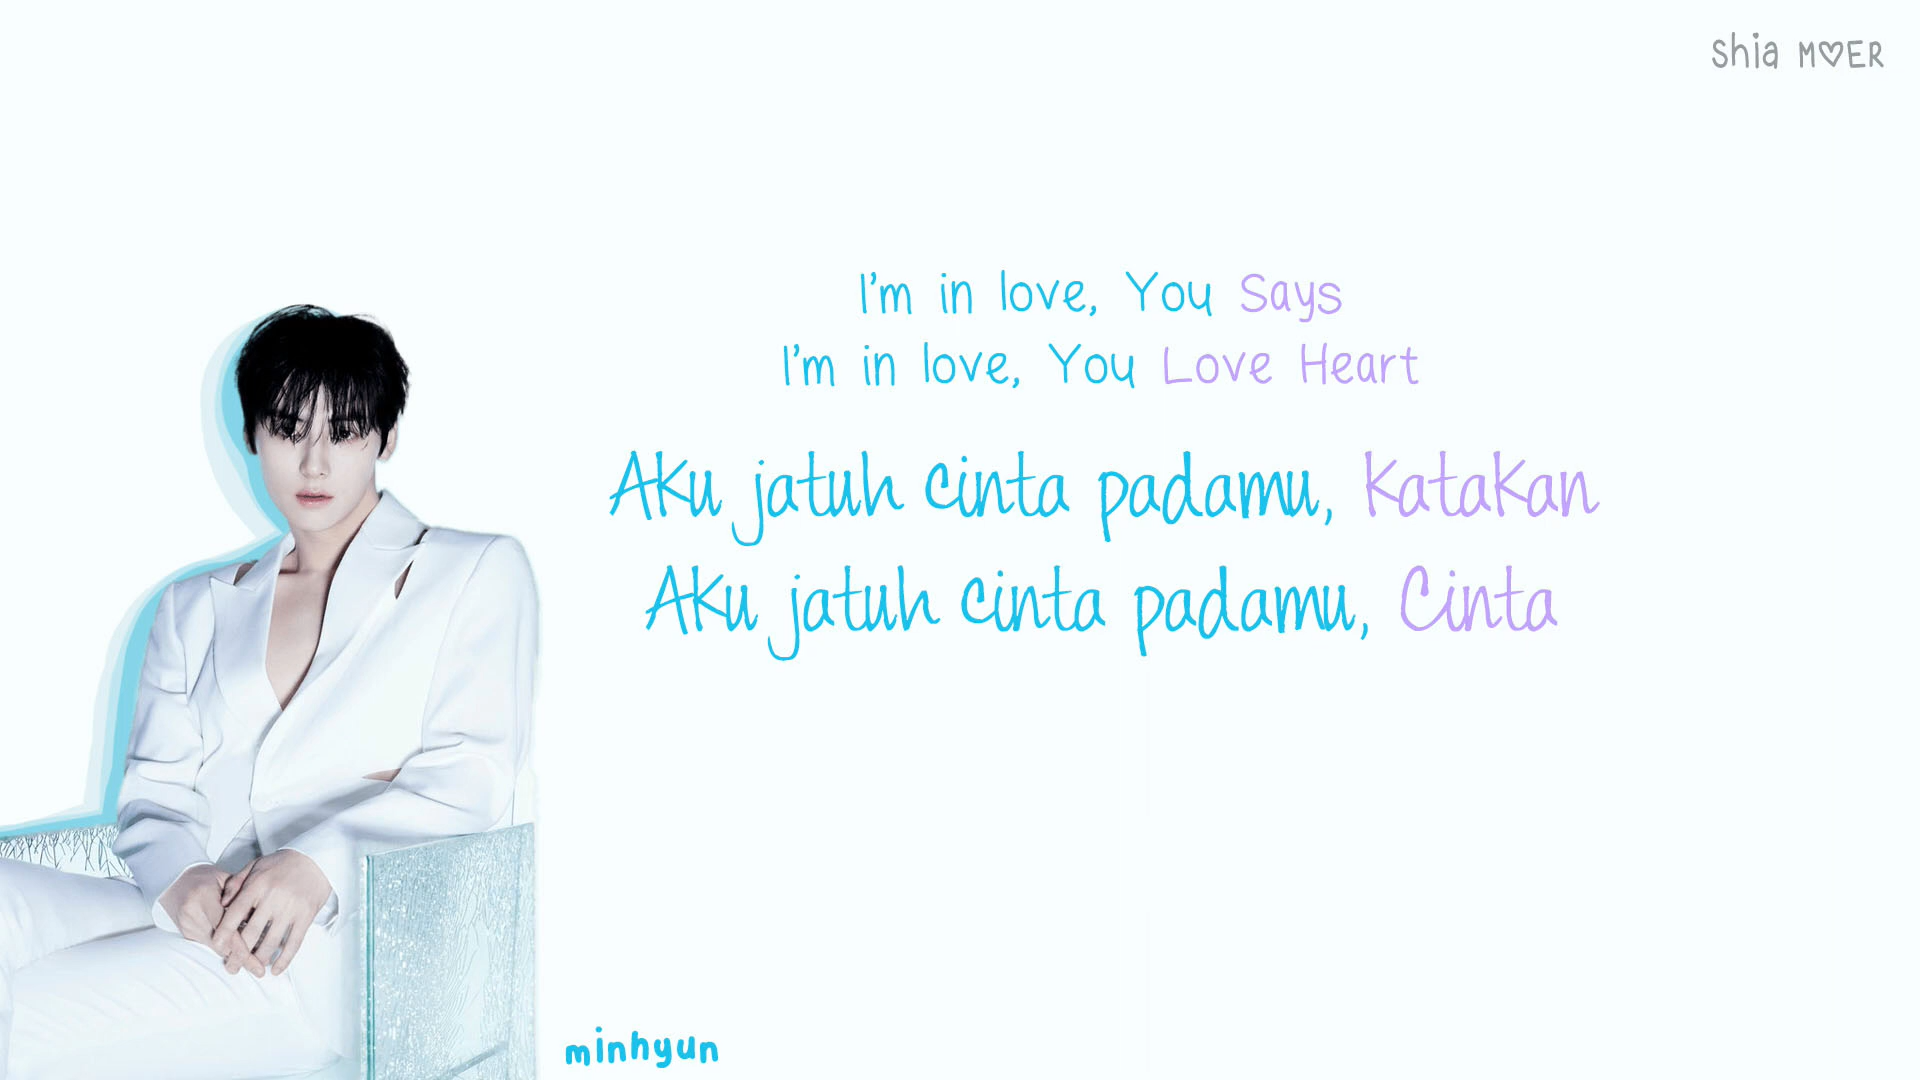 Shia M♡ER
I'm in love, You Says
I'm in love, You Love Heart
Aku jatuh cinta padamu, Katakan
Aku jatuh cinta padamu, Cinta
minhyun